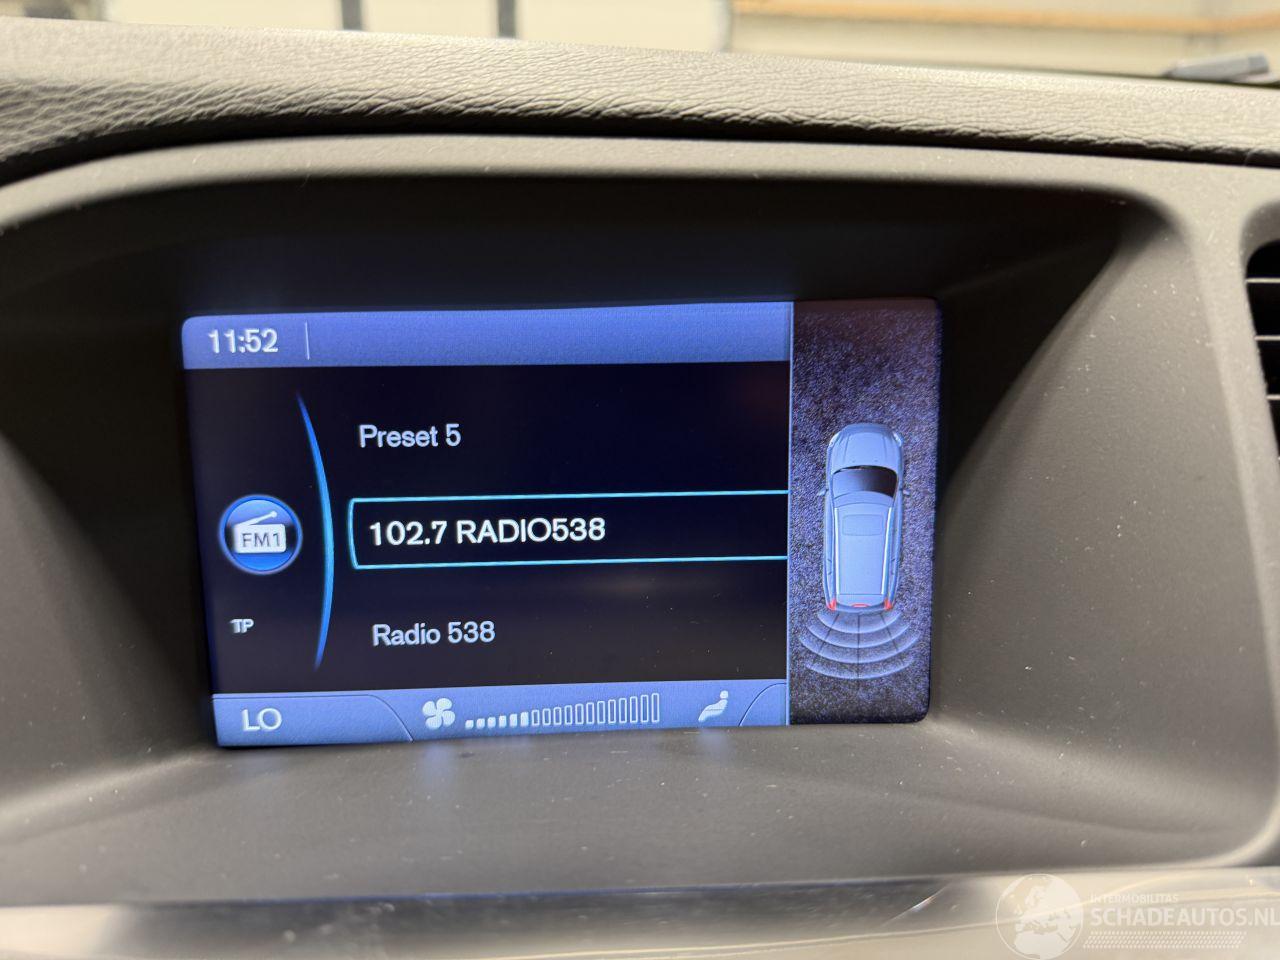 11:52
Preset 5
102.7 RADIO538
FM1
TP
Radio 538
LO
INTERMOBILITAS
SCHADEAUTOS.NL